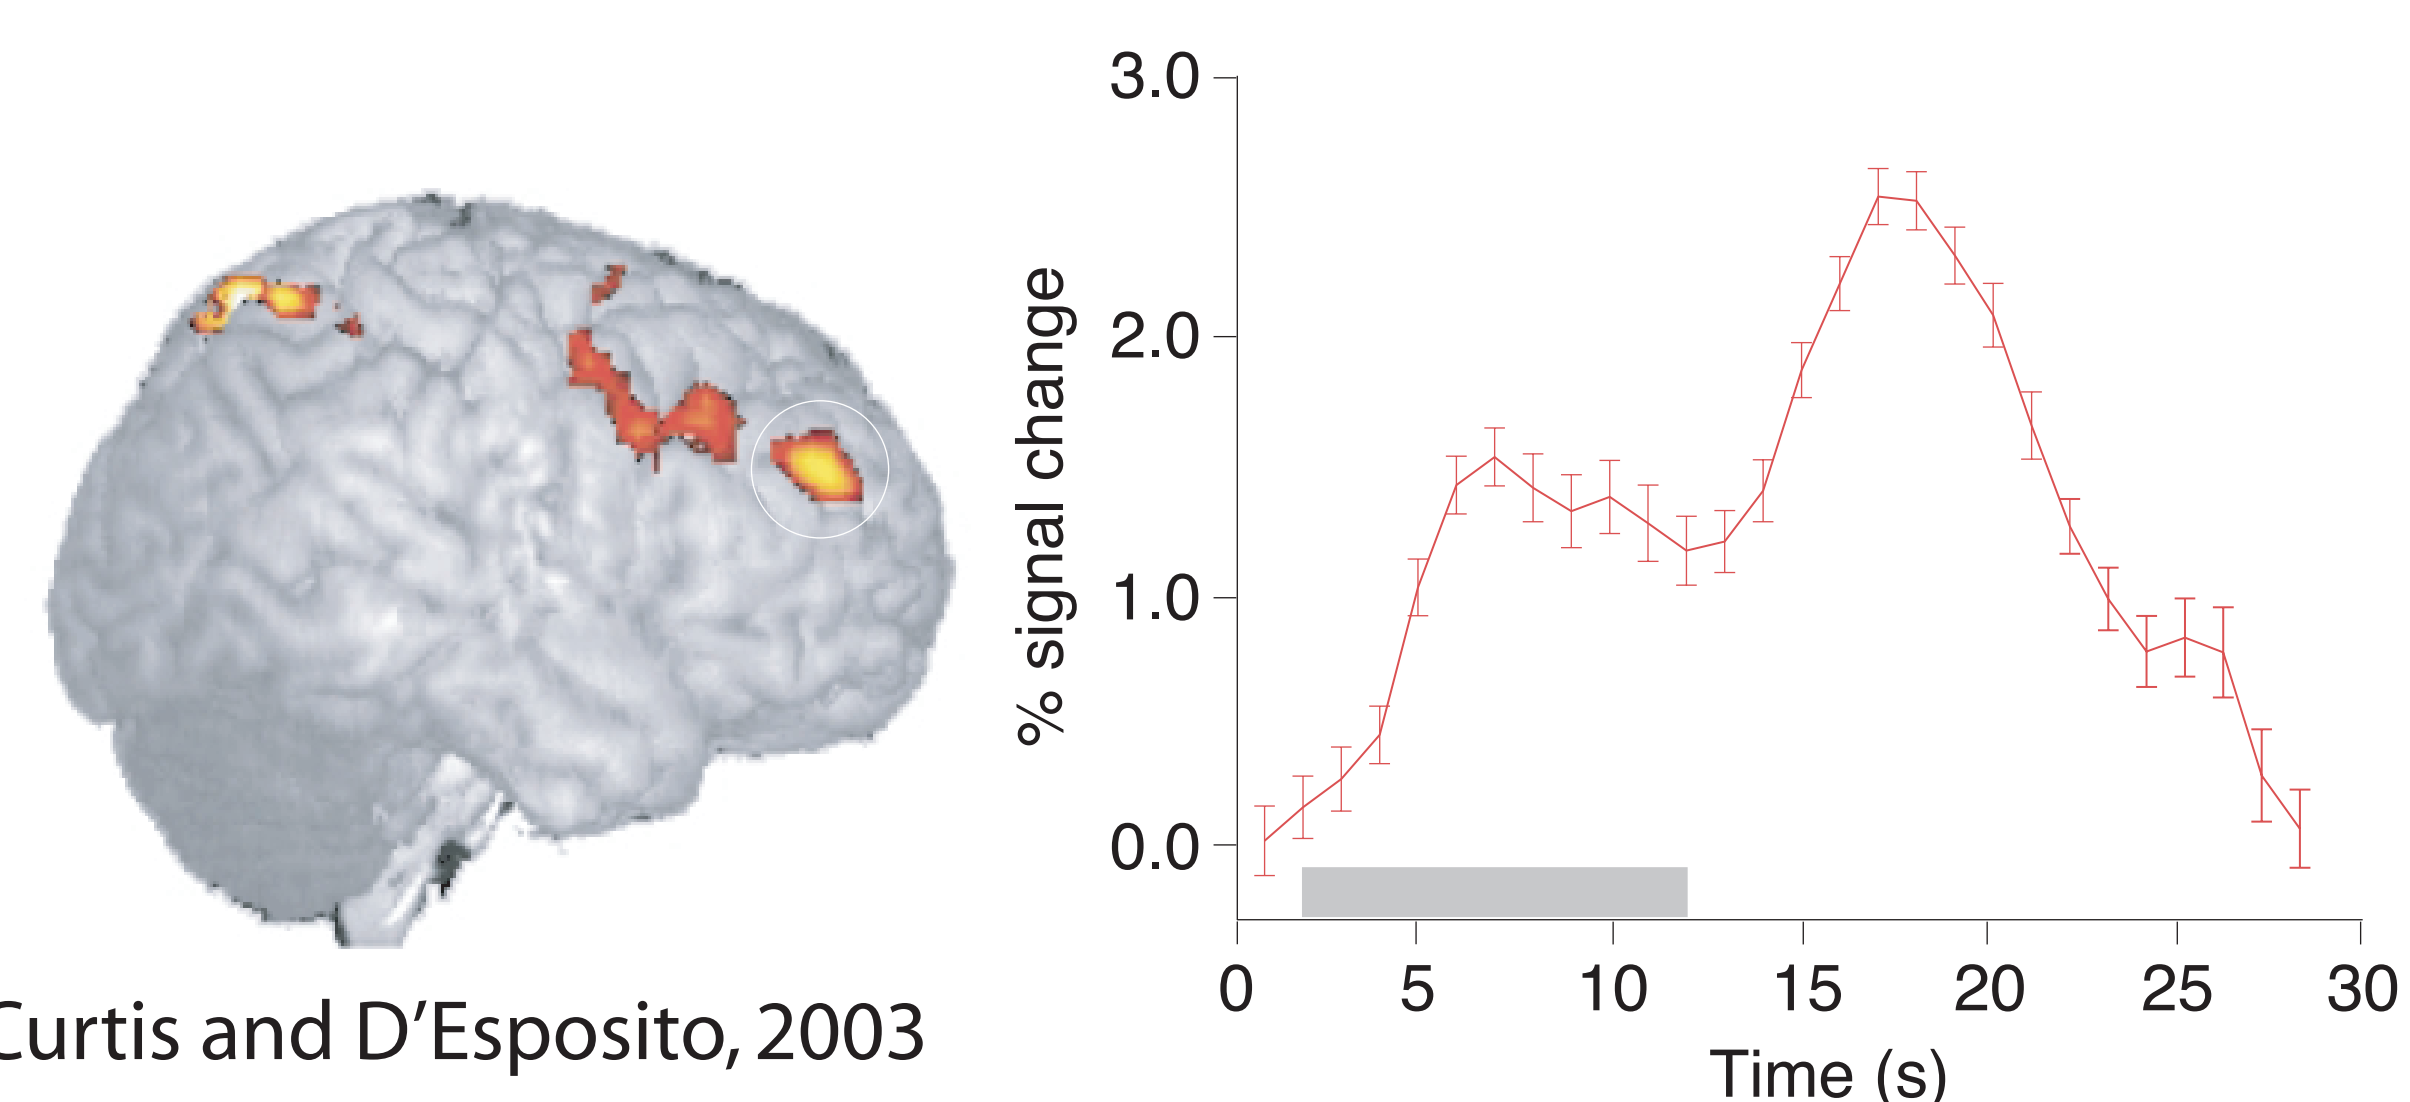 Curtis and D’Esposito, 2003
% signal change
3.0
2.0
1.0
0.0
0 5 10 15 20 25 30
Time (s)